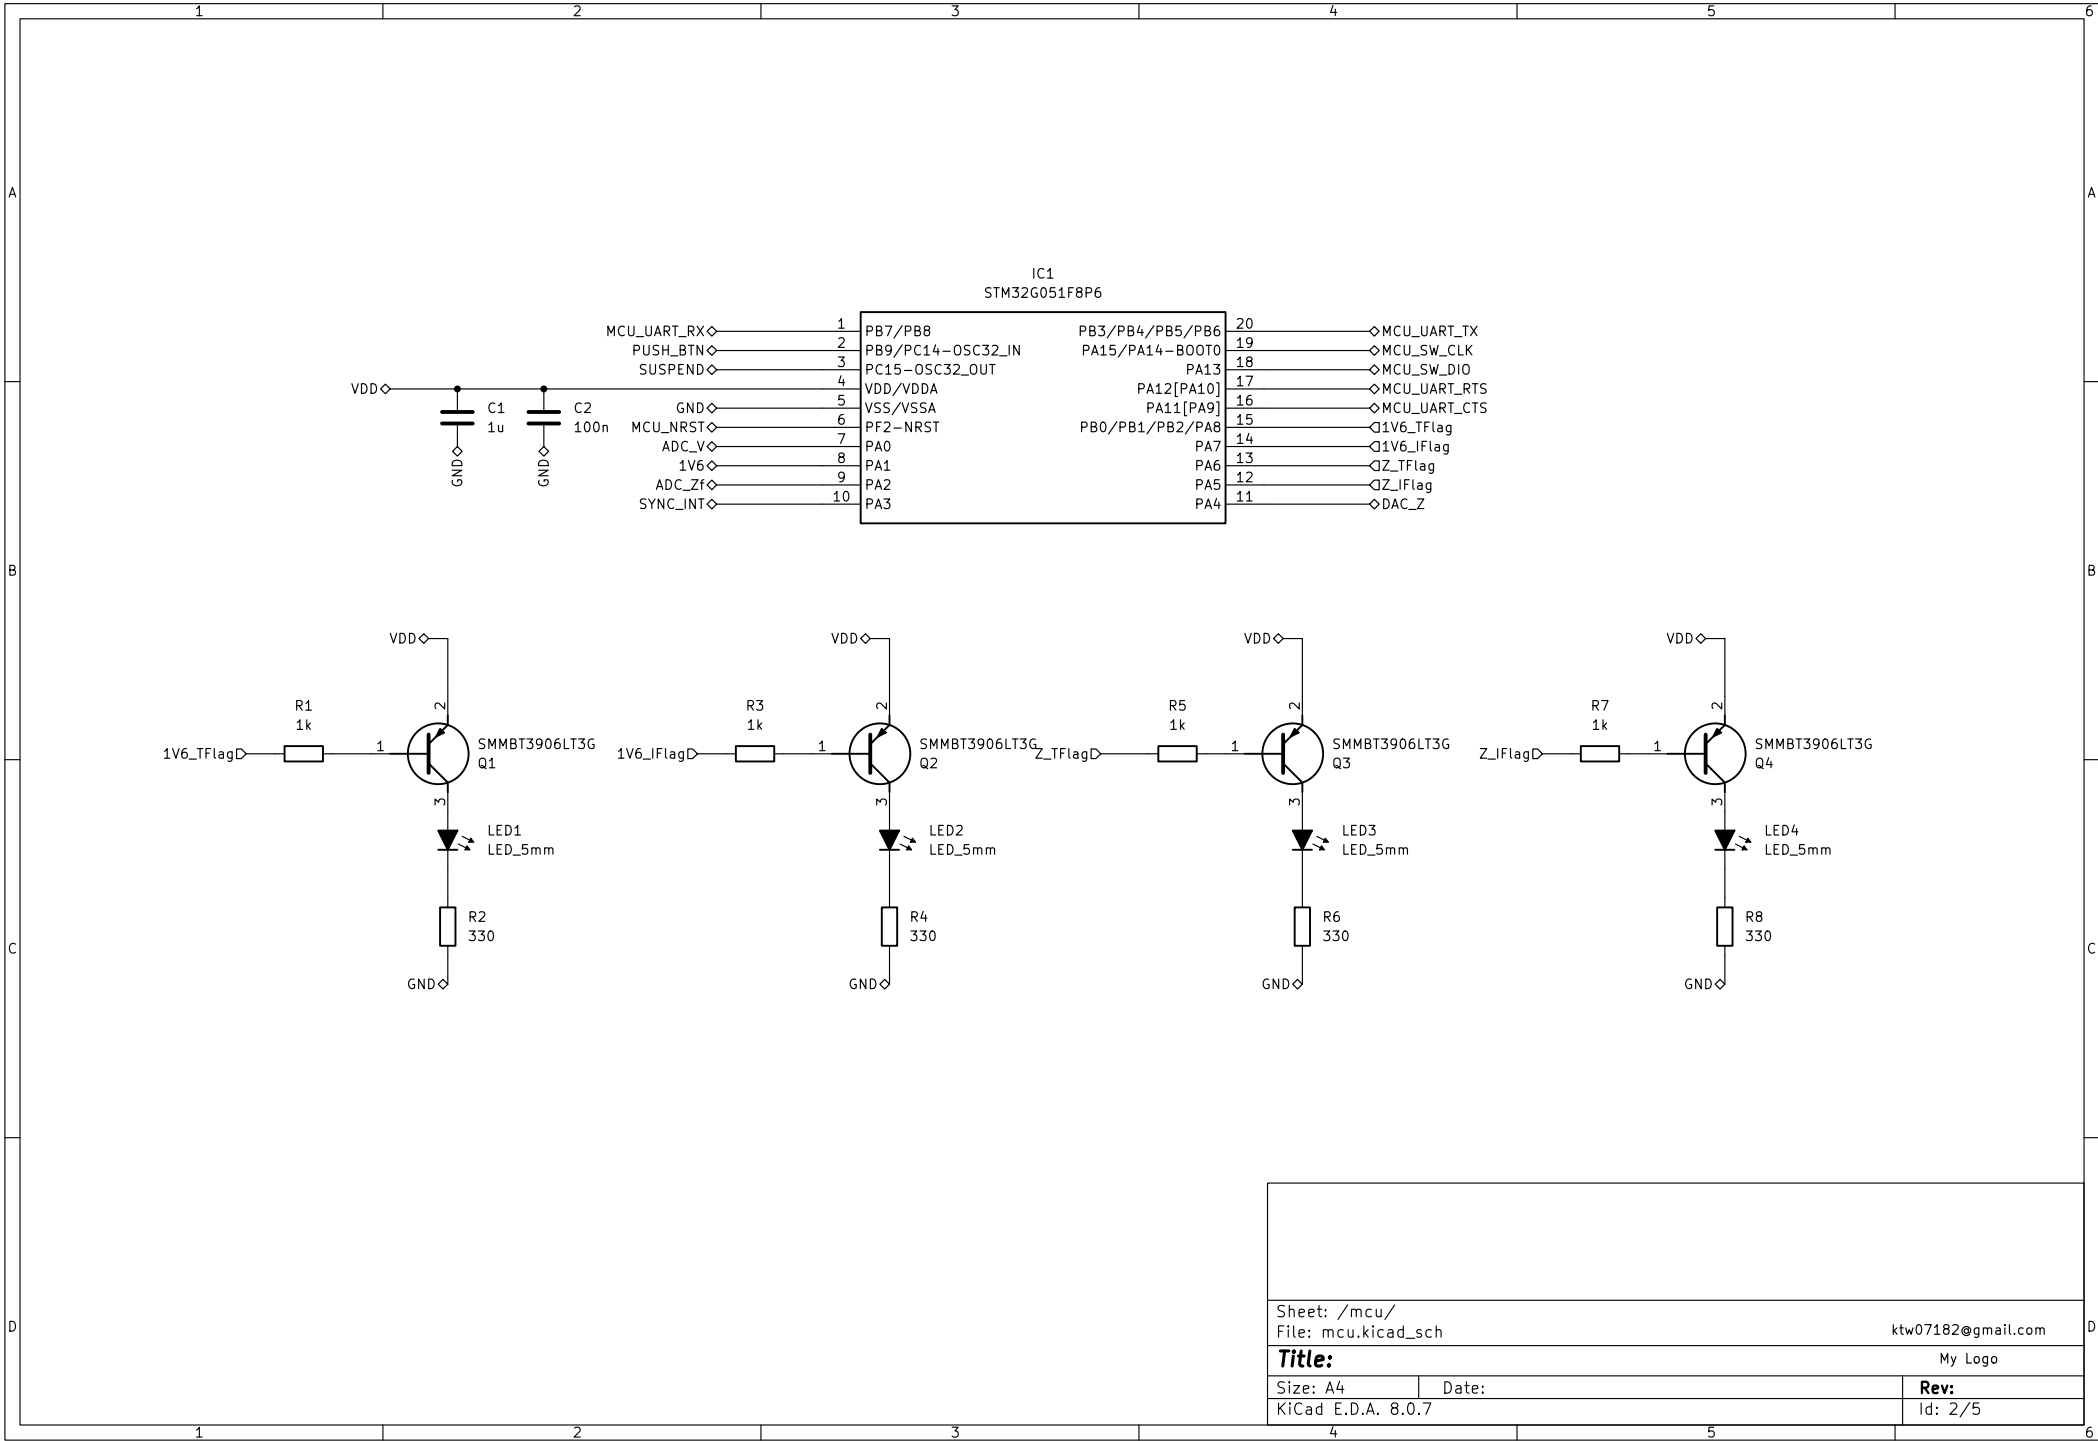 1 2 3 4 5 6
A A
IC1
STM32G051F8P6
MCU_UART_RX 1 PB7/PB8 PB3/PB4/PB5/PB6 20 MCU_UART_TX
PUSH_BTN 2 PB9/PC14-OSC32_IN PA15/PA14-BOOT0 19 MCU_SW_CLK
SUSPEND 3 PC15-OSC32_OUT PA13 18 MCU_SW_DIO
VDD 4 VDD/VDDA PA12[PA10] 17 MCU_UART_RTS
C1 C2 GND 5 VSS/VSSA PA11[PA9] 16 MCU_UART_CTS
1u 100n MCU_NRST 6 PF2-NRST PB0/PB1/PB2/PA8 15 1V6_TFlag
ADC_V 7 PA0 PA7 14 1V6_IFlag
GND GND 1V6 8 PA1 PA6 13 Z_TFlag
ADC_Zf 9 PA2 PA5 12 Z_IFlag
SYNC_INT 10 PA3 PA4 11 DAC_Z
B B
VDD VDD VDD VDD
R1 2 R3 2 R5 2 R7 2
1k 1k 1k 1k
1V6_TFlag 1 SMMBT3906LT3G 1V6_IFlag 1 SMMBT3906LT3G Z_TFlag 1 SMMBT3906LT3G Z_IFlag 1 SMMBT3906LT3G
Q1 Q2 Q3 Q4
3 3 3 3
LED1 LED2 LED3 LED4
LED_5mm LED_5mm LED_5mm LED_5mm
R2 R4 R6 R8
330 330 330 330
C C
GND GND GND GND
Sheet: /mcu/
File: mcu.kicad_sch ktw07182@gmail.com
D D
Title: My Logo
Size: A4 Date: Rev:
KiCad E.D.A. 8.0.7 Id: 2/5
1 2 3 4 5 6